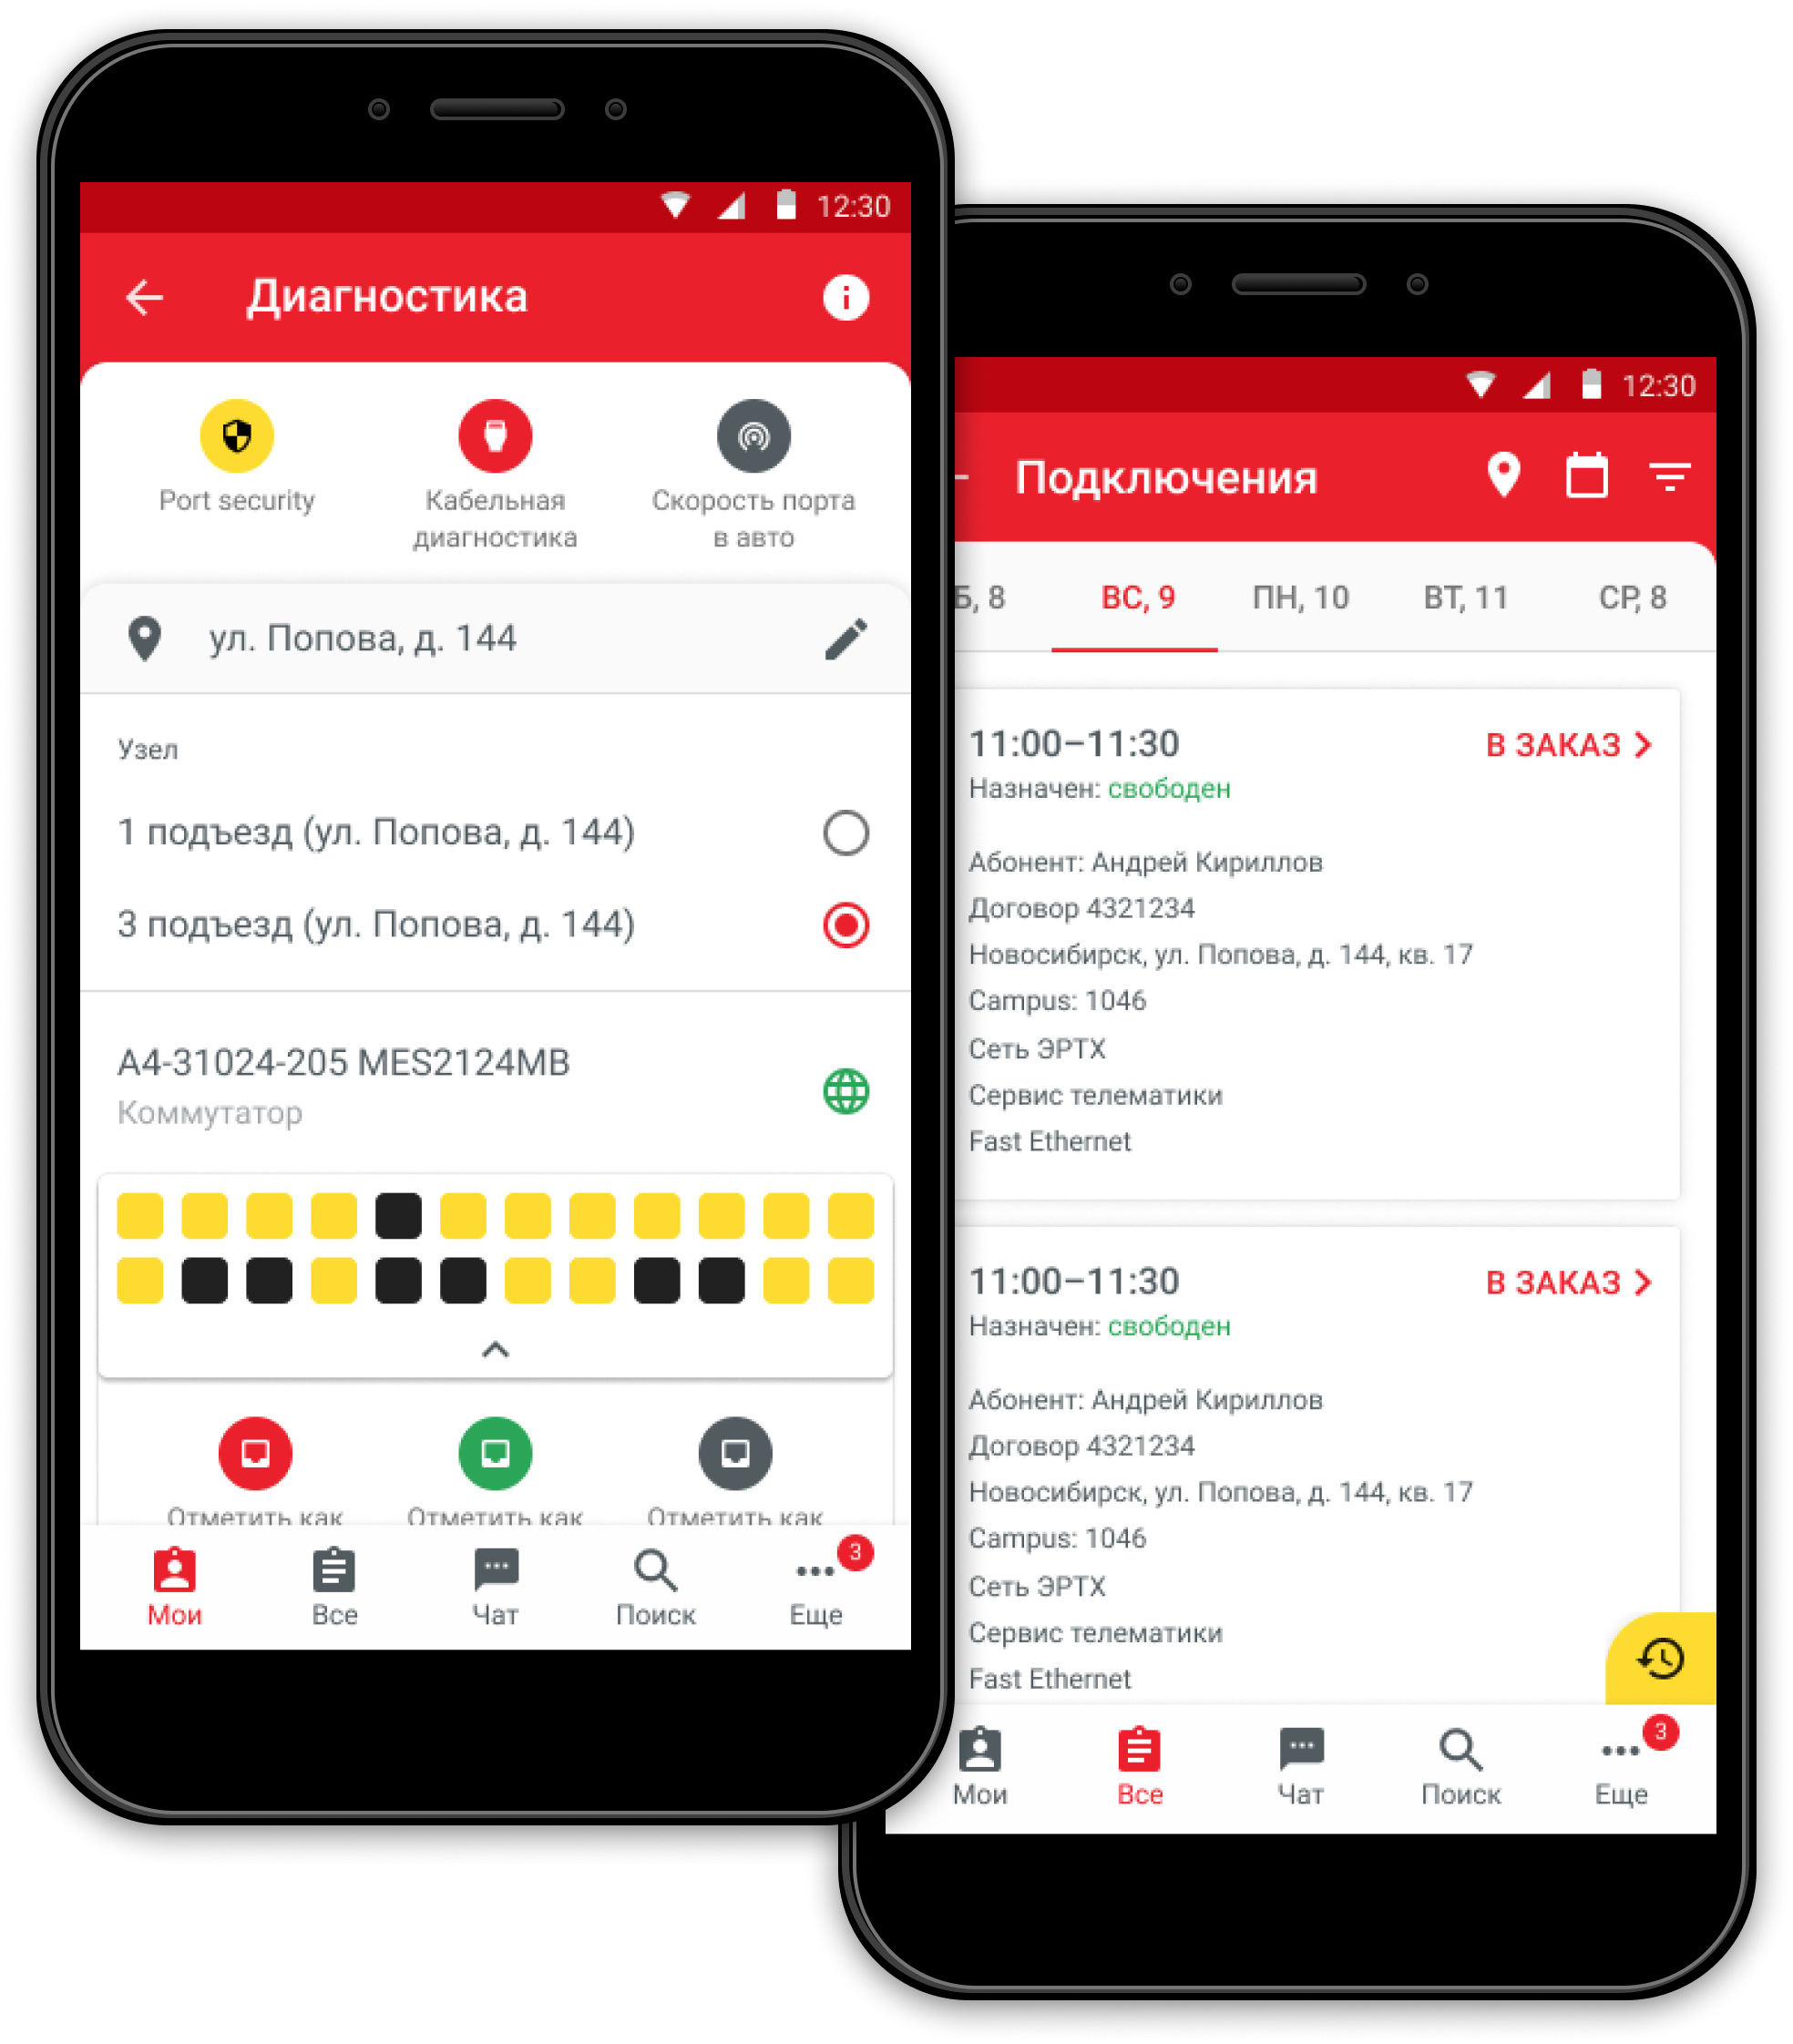 12:30
Диагностика
Port security
Кабельная
диагностика
Скорость порта
в авто
ул. Попова, д. 144
Узел
1 подъезд (ул. Попова, д. 144)
3 подъезд (ул. Попова, д. 144)
A4-31024-205 MES2124MB
Коммутатор
Отметить как
Отметить как
Отметить как
3
Мои
Все
Чат
Поиск
Еще
12:30
Подключения
Б, 8
ВС, 9
ПН, 10
ВТ, 11
СР, 8
11:00–11:30
В ЗАКАЗ
Назначен: свободен
Абонент: Андрей Кириллов
Договор 4321234
Новосибирск, ул. Попова, д. 144, кв. 17
Campus: 1046
Сеть ЭРТХ
Сервис телематики
Fast Ethernet
11:00–11:30
В ЗАКАЗ
Назначен: свободен
Абонент: Андрей Кириллов
Договор 4321234
Новосибирск, ул. Попова, д. 144, кв. 17
Campus: 1046
Сеть ЭРТХ
Сервис телематики
Fast Ethernet
3
Мои
Все
Чат
Поиск
Еще